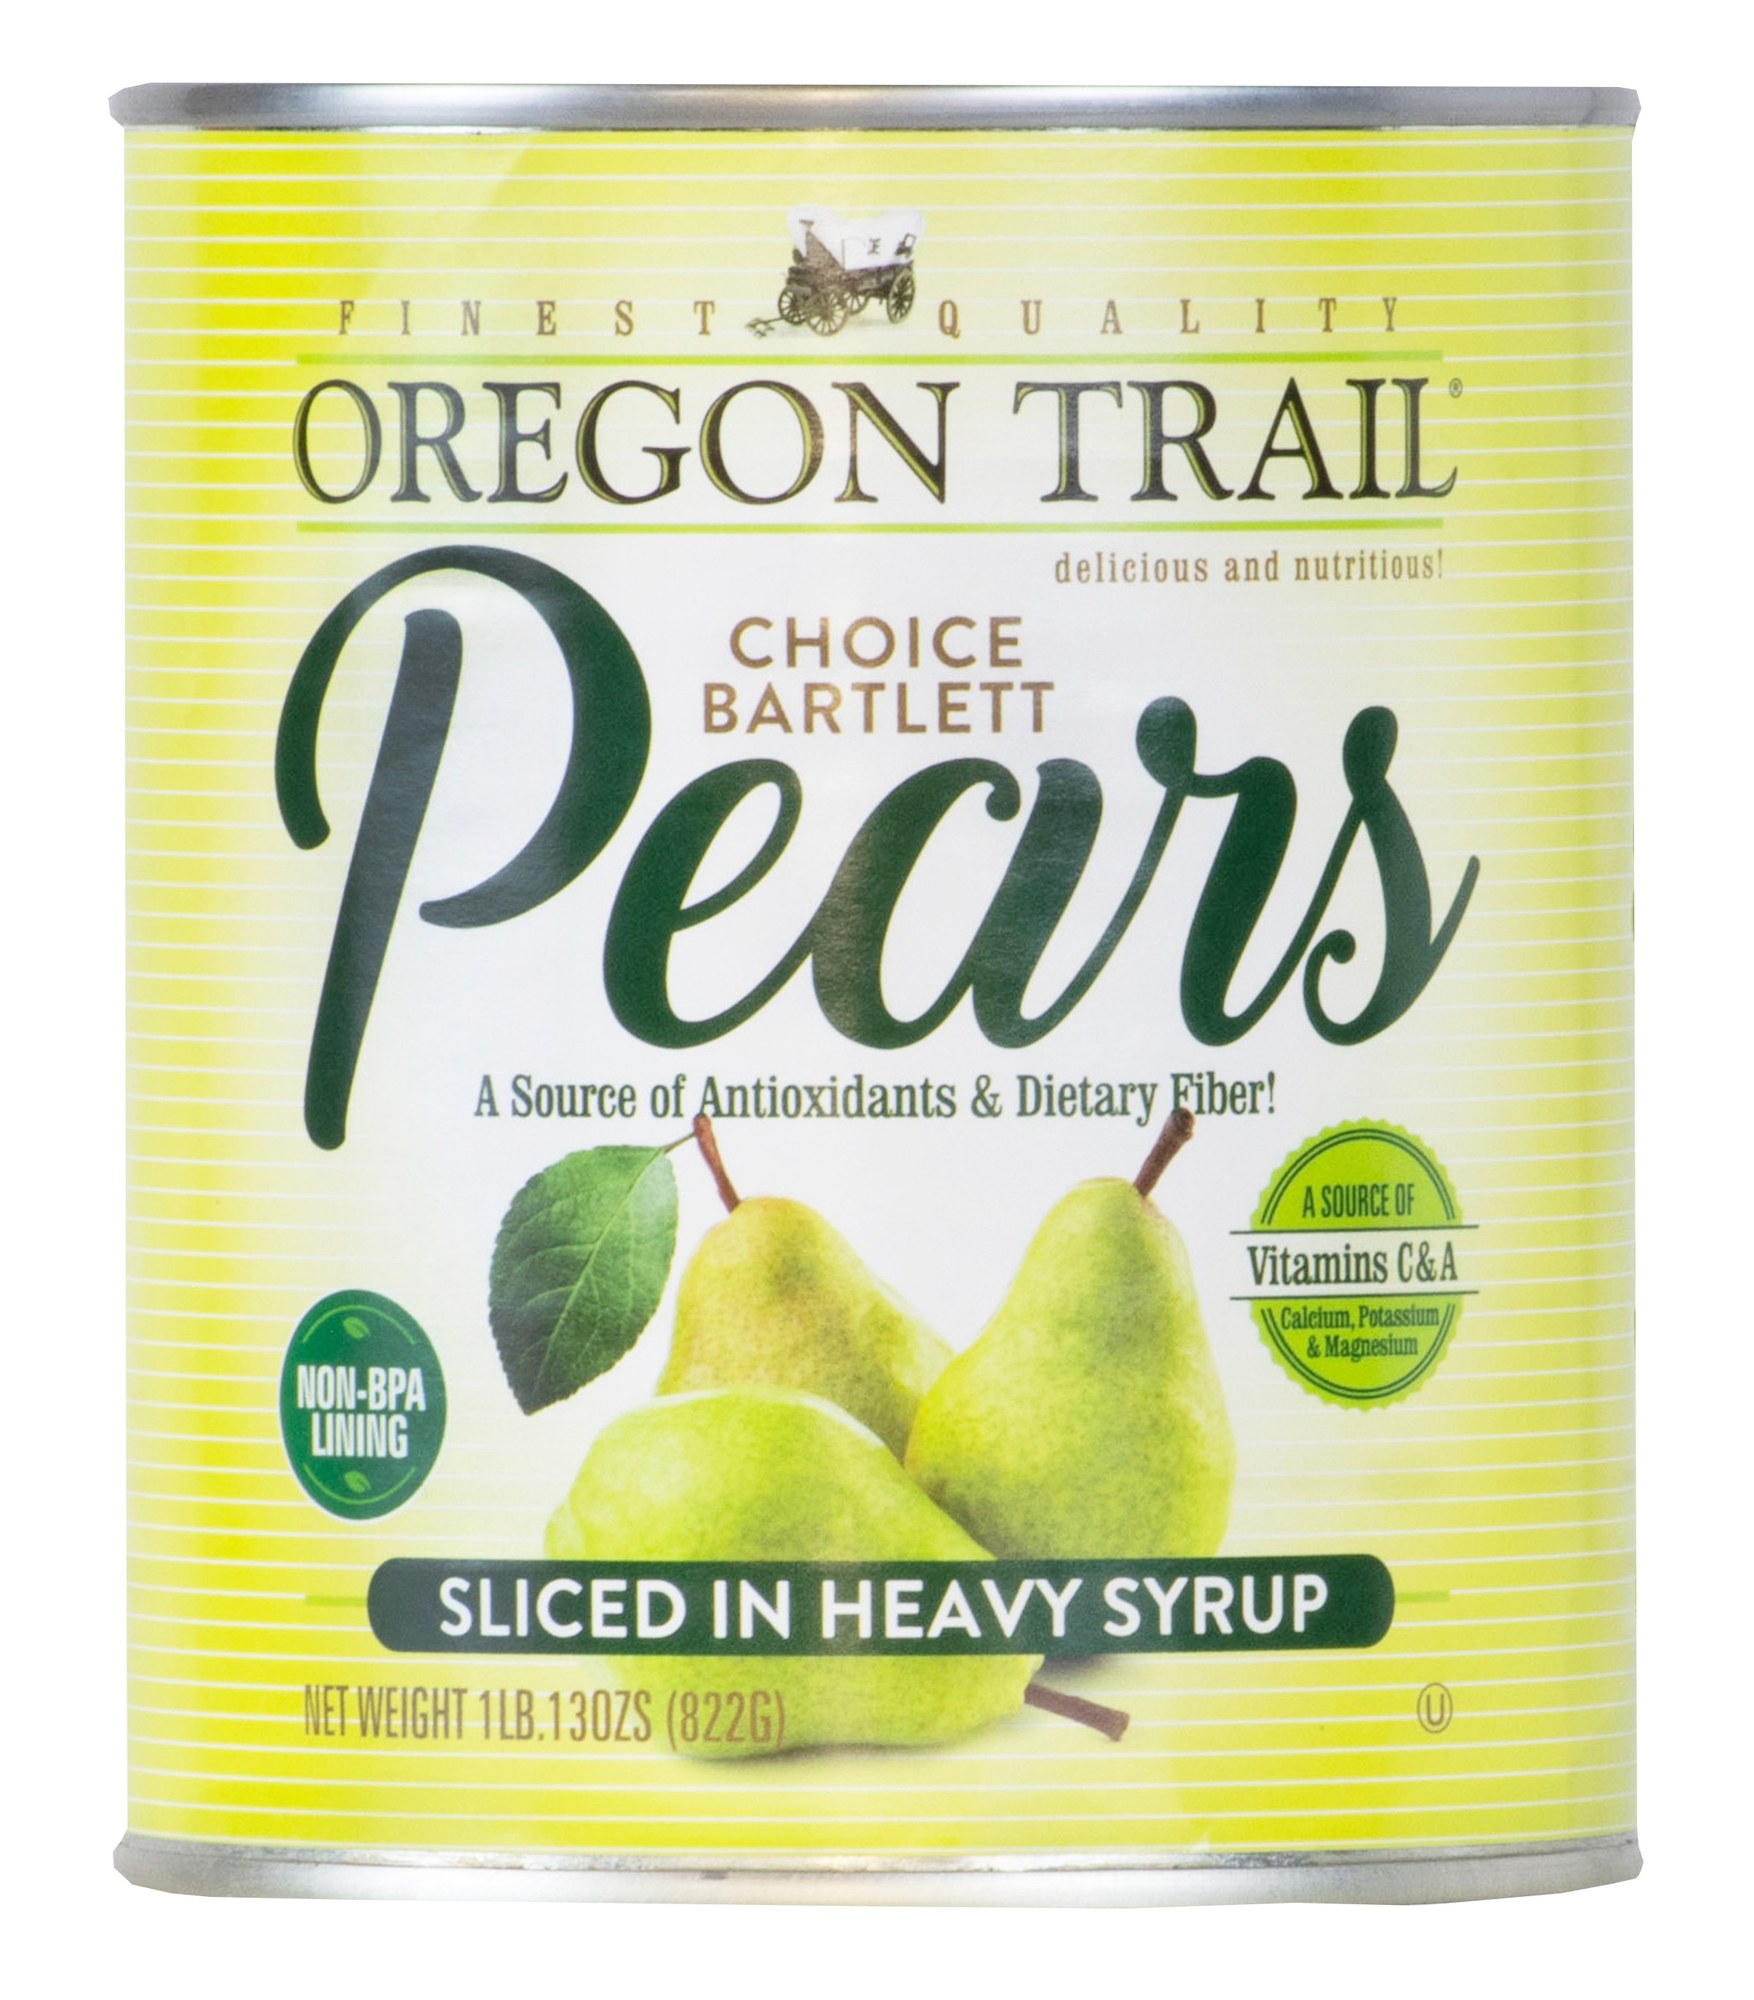 FINEST QUALITY
OREGON TRAIL®
delicious and nutritious!
CHOICE
BARTLETT
Pears
A Source of Antioxidants & Dietary Fiber!
A SOURCE OF
Vitamins C&A
Calcium, Potassium
& Magnesium
NON-BPA
LINING
SLICED IN HEAVY SYRUP
NET WEIGHT 1LB.13OZS (822G)
U